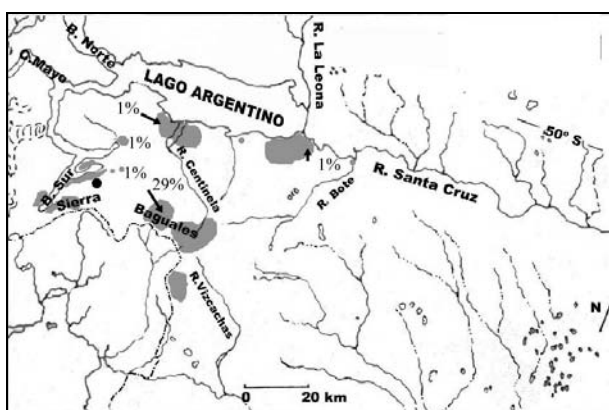 B. Norte
C. Mayo
LAGO ARGENTINO
R. La Leona
50º S
1%
1%
1%
R. Centinela
1%
29%
B. Sur
Sierra
Baguales
R. Bote
R. Santa Cruz
R. Vizcachas
N
0 20 km